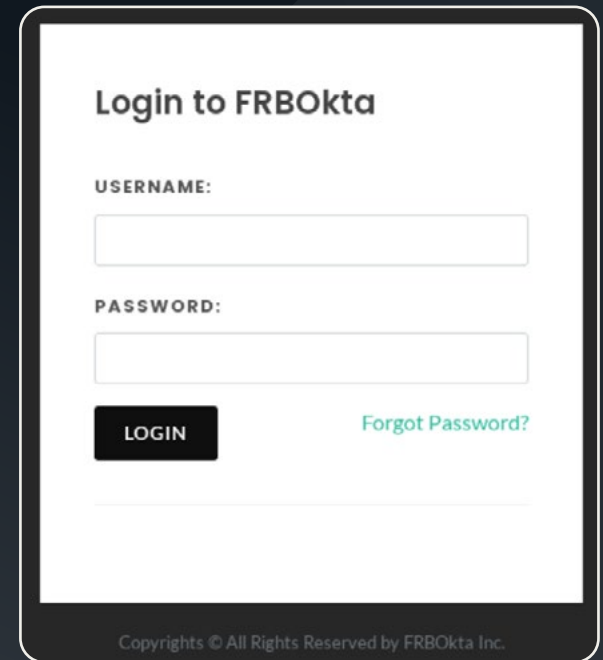 Login to FRBOkta
USERNAME:
PASSWORD:
LOGIN
Forgot Password?
Copyrights © All Rights Reserved by FRBOkta Inc.